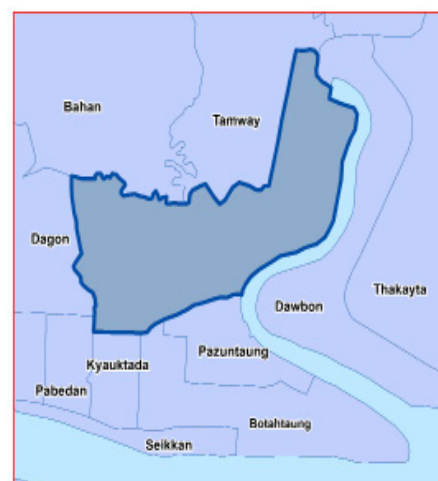 Bahan
Tamway
Dagon
Thakayta
Dawbon
Pazuntaung
Kyauktada
Pabedan
Botahtaung
Seikkan